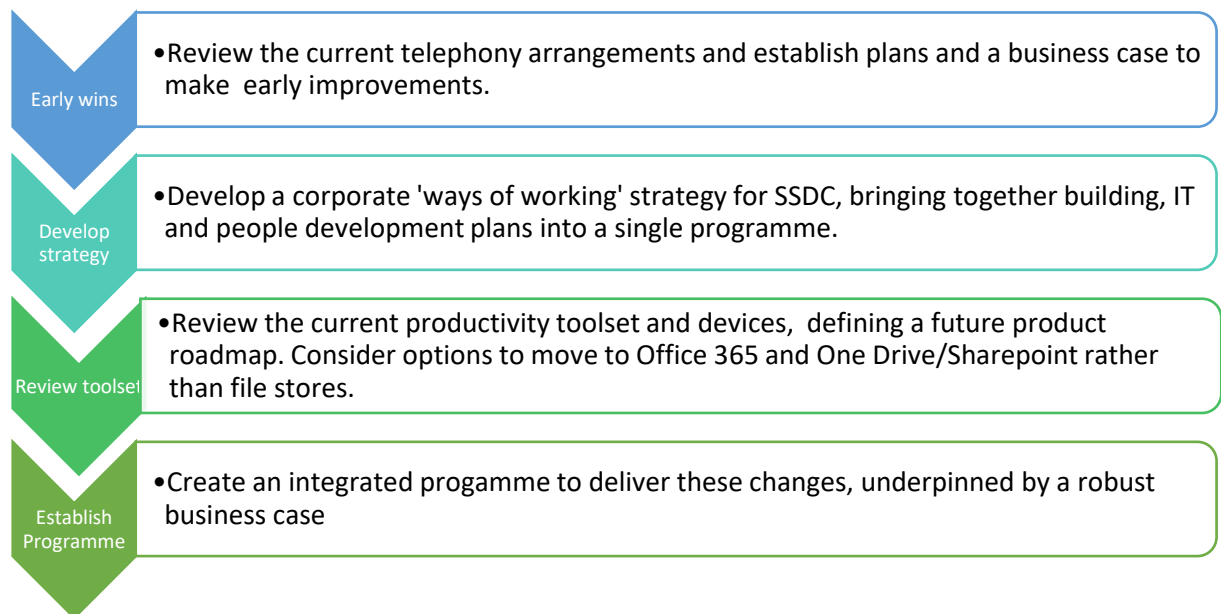 Early wins
•Review the current telephony arrangements and establish plans and a business case to
make early improvements.
Develop
strategy
•Develop a corporate 'ways of working' strategy for SSDC, bringing together building, IT
and people development plans into a single programme.
Review toolset
•Review the current productivity toolset and devices, defining a future product
roadmap. Consider options to move to Office 365 and One Drive/Sharepoint rather
than file stores.
Establish
Programme
•Create an integrated progamme to deliver these changes, underpinned by a robust
business case